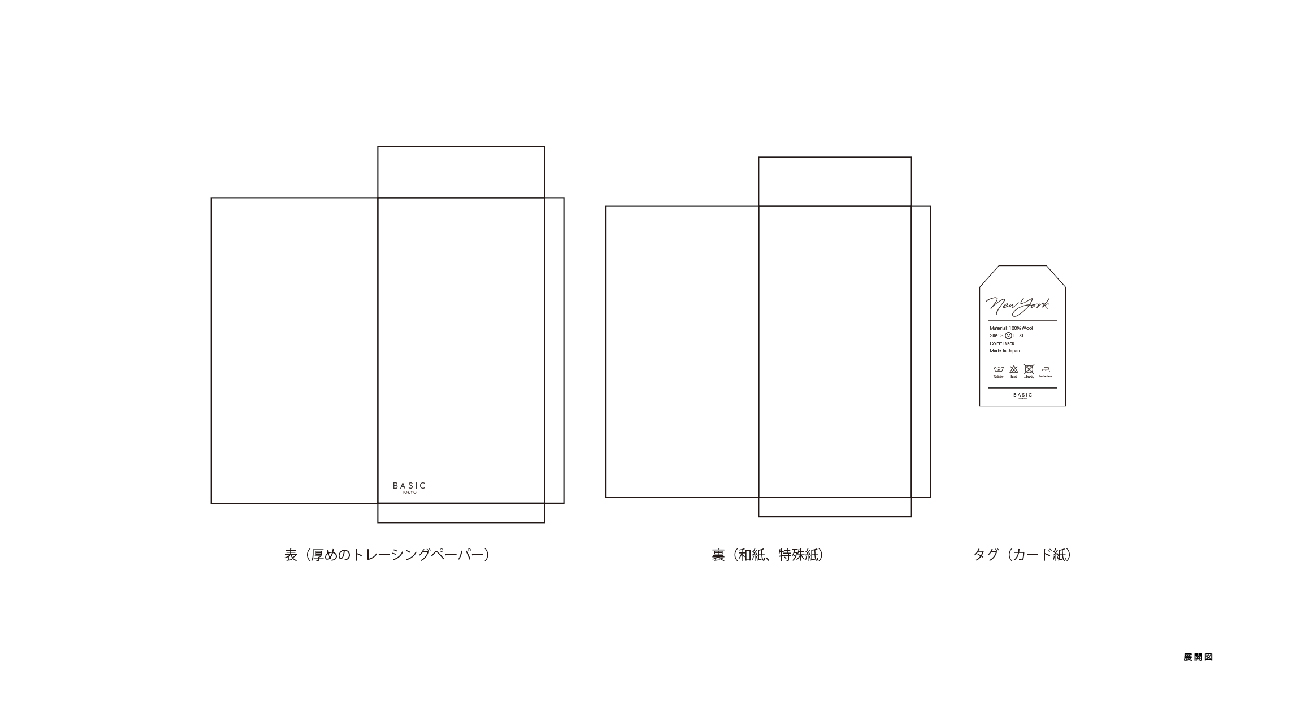 BASIC
表（厚めのトレーシングペーパー）
裏（和紙、特殊紙）
New York
Material 100% Wool
Made In Japan
BASIC
タグ（カード紙）
展開図